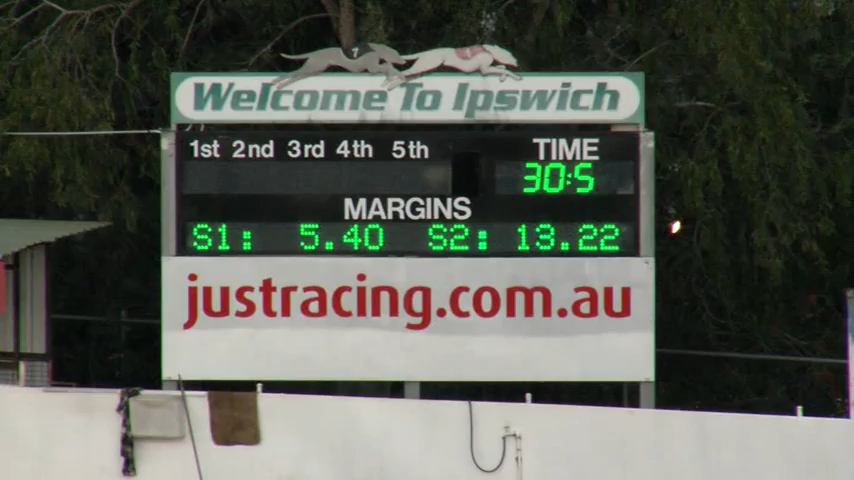 Welcome To Ipswich
1st 2nd 3rd 4th 5th TIME
30:5
MARGINS
S1: 5.40 S2: 13.22
justracing.com.au